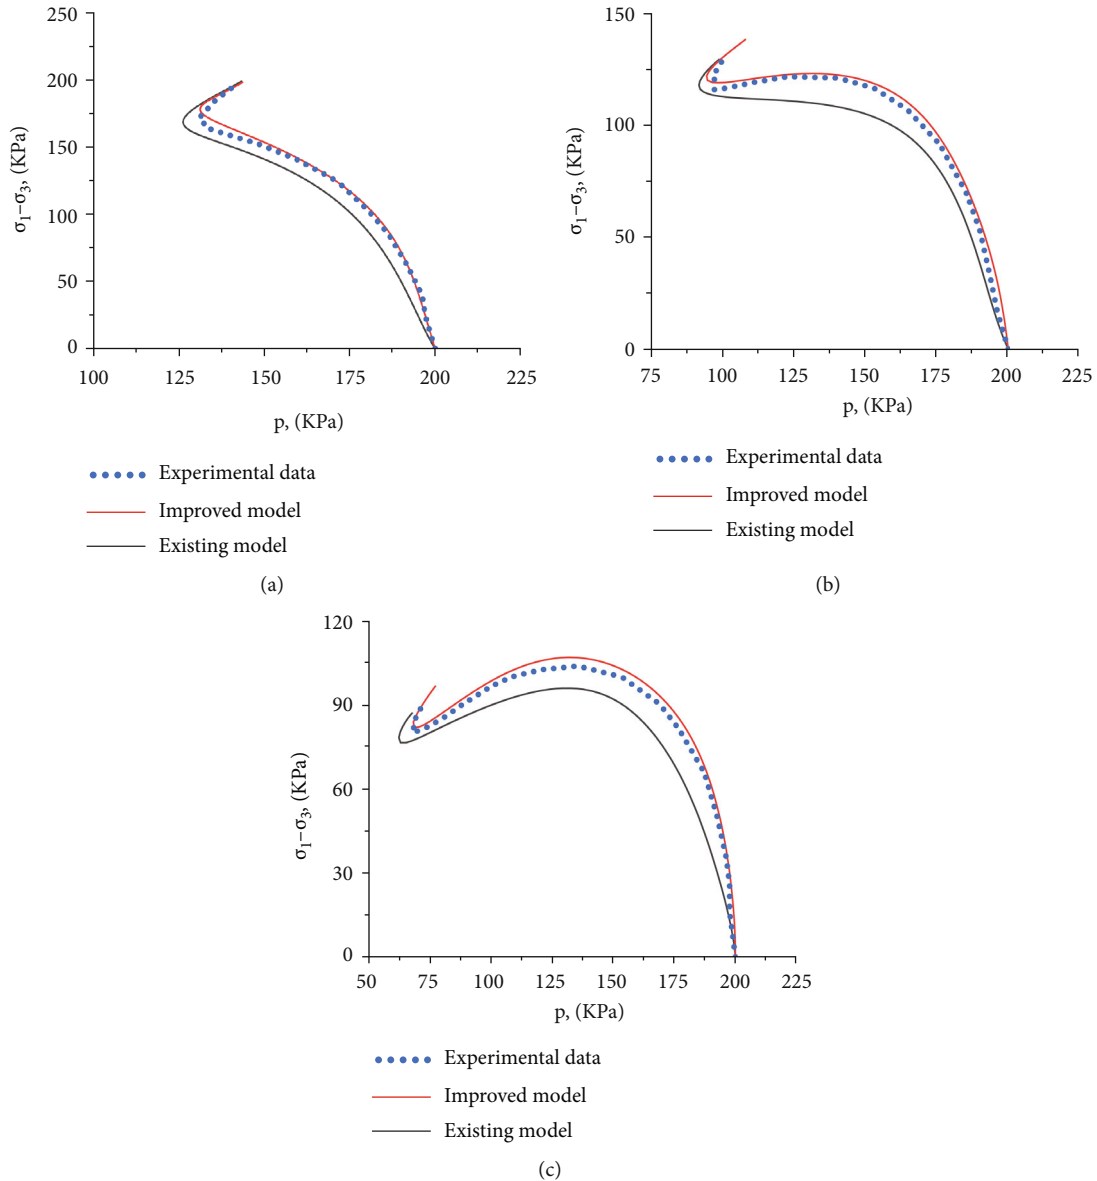 250
200
150
100
50
0
σ1–σ3, (KPa)
100 125 150 175 200 225
p, (KPa)
Experimental data
Improved model
Existing model
(a)
150
100
50
0
σ1–σ3, (KPa)
75 100 125 150 175 200 225
p, (KPa)
Experimental data
Improved model
Existing model
(b)
120
90
60
30
0
σ1–σ3, (KPa)
50 75 100 125 150 175 200 225
p, (KPa)
Experimental data
Improved model
Existing model
(c)